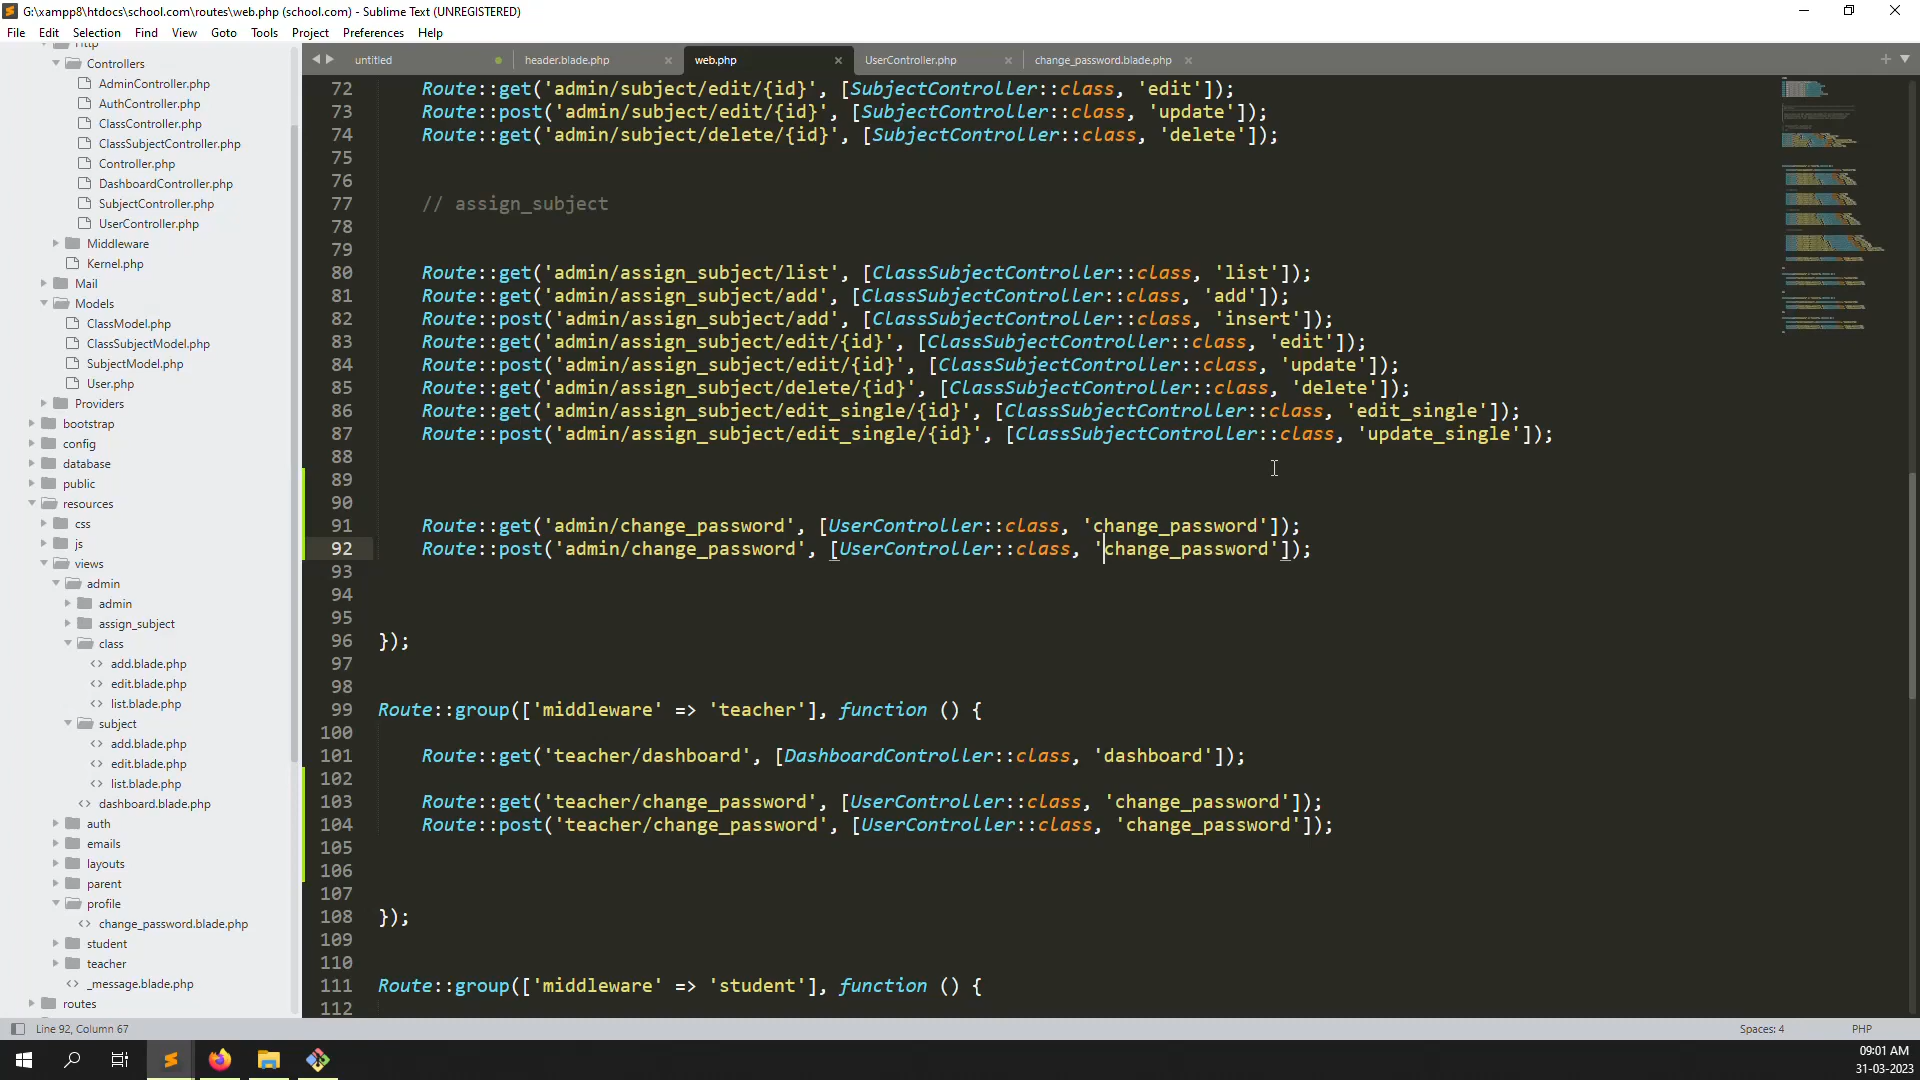 G:\xampp8\htdocs\school.com\routes\web.php (school.com) - Sublime Text (UNREGISTERED)
File Edit Selection Find View Goto Tools Project Preferences Help
Http
Controllers
AdminController.php
AuthController.php
ClassController.php
ClassSubjectController.php
Controller.php
DashboardController.php
SubjectController.php
UserController.php
Middleware
Kernel.php
Mail
Models
ClassModel.php
ClassSubjectModel.php
SubjectModel.php
User.php
Providers
bootstrap
config
database
public
resources
css
js
views
admin
admin
assign_subject
class
add.blade.php
edit.blade.php
list.blade.php
subject
add.blade.php
edit.blade.php
list.blade.php
dashboard.blade.php
auth
emails
layouts
parent
profile
change_password.blade.php
student
teacher
_message.blade.php
routes
untitled header.blade.php web.php UserController.php change_password.blade.php
72 Route::get('admin/subject/edit/{id}', [SubjectController::class, 'edit']);
73 Route::post('admin/subject/edit/{id}', [SubjectController::class, 'update']);
74 Route::get('admin/subject/delete/{id}', [SubjectController::class, 'delete']);
75
76
77 // assign_subject
78
79
80 Route::get('admin/assign_subject/list', [ClassSubjectController::class, 'list']);
81 Route::get('admin/assign_subject/add', [ClassSubjectController::class, 'add']);
82 Route::post('admin/assign_subject/add', [ClassSubjectController::class, 'insert']);
83 Route::get('admin/assign_subject/edit/{id}', [ClassSubjectController::class, 'edit']);
84 Route::post('admin/assign_subject/edit/{id}', [ClassSubjectController::class, 'update']);
85 Route::get('admin/assign_subject/delete/{id}', [ClassSubjectController::class, 'delete']);
86 Route::get('admin/assign_subject/edit_single/{id}', [ClassSubjectController::class, 'edit_single']);
87 Route::post('admin/assign_subject/edit_single/{id}', [ClassSubjectController::class, 'update_single']);
88
89
90
91 Route::get('admin/change_password', [UserController::class, 'change_password']);
92 Route::post('admin/change_password', [UserController::class, 'change_password']);
93
94
95
96 });
97
98
99 Route::group(['middleware' => 'teacher'], function () {
100
101 Route::get('teacher/dashboard', [DashboardController::class, 'dashboard']);
102
103 Route::get('teacher/change_password', [UserController::class, 'change_password']);
104 Route::post('teacher/change_password', [UserController::class, 'change_password']);
105
106
107
108 });
109
110
111 Route::group(['middleware' => 'student'], function () {
112
Line 92, Column 67 Spaces: 4 PHP
09:01 AM
31-03-2023